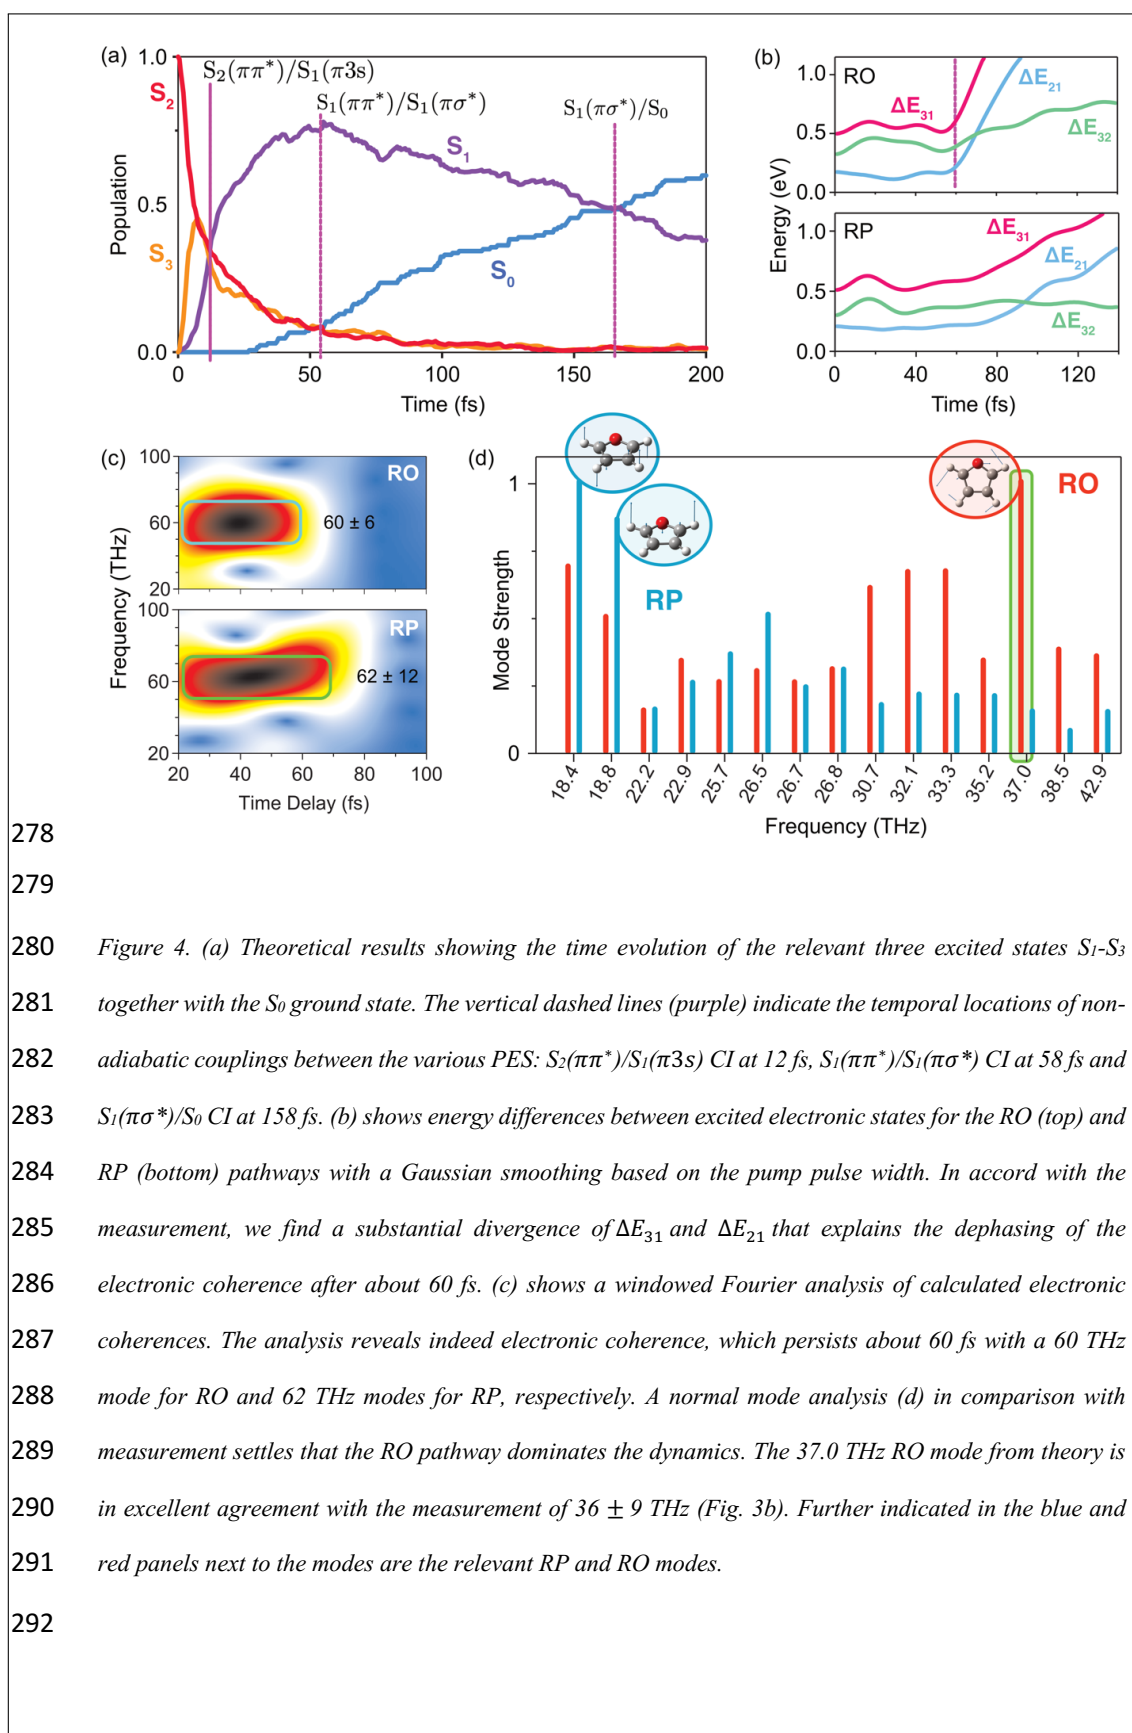 (a)
1.0
S₂(ππ*)/S₁(π3s)
S₁(ππ*)/S₁(πσ*)
S₁(πσ*)/S₀
S₂
S₁
Population
0.5
S₃
S₀
0.0
0 50 100 150 200
Time (fs)
(b)
RO
1.0
ΔE₃₁
ΔE₂₁
ΔE₃₂
0.5
0.0
Energy (eV)
RP
1.0
ΔE₃₁
ΔE₂₁
0.5
ΔE₃₂
0.0
0 40 80 120
Time (fs)
(c)
100
RO
60
60 ± 6
20
Frequency (THz)
100
RP
60
62 ± 12
20
20 40 60 80 100
Time Delay (fs)
(d)
1
RO
RP
Mode Strength
0
18.4 18.8 22.2 22.9 25.7 26.5 26.7 26.8 30.7 32.1 33.3 35.2 37.0 38.5 42.9
Frequency (THz)
278
279
280 Figure 4. (a) Theoretical results showing the time evolution of the relevant three excited states S₁-S₃
281 together with the S₀ ground state. The vertical dashed lines (purple) indicate the temporal locations of non-
282 adiabatic couplings between the various PES: S₂(ππ*)/S₁(π3s) CI at 12 fs, S₁(ππ*)/S₁(πσ*) CI at 58 fs and
283 S₁(πσ*)/S₀ CI at 158 fs. (b) shows energy differences between excited electronic states for the RO (top) and
284 RP (bottom) pathways with a Gaussian smoothing based on the pump pulse width. In accord with the
285 measurement, we find a substantial divergence of ΔE₃₁ and ΔE₂₁ that explains the dephasing of the
286 electronic coherence after about 60 fs. (c) shows a windowed Fourier analysis of calculated electronic
287 coherences. The analysis reveals indeed electronic coherence, which persists about 60 fs with a 60 THz
288 mode for RO and 62 THz modes for RP, respectively. A normal mode analysis (d) in comparison with
289 measurement settles that the RO pathway dominates the dynamics. The 37.0 THz RO mode from theory is
290 in excellent agreement with the measurement of 36 ± 9 THz (Fig. 3b). Further indicated in the blue and
291 red panels next to the modes are the relevant RP and RO modes.
292